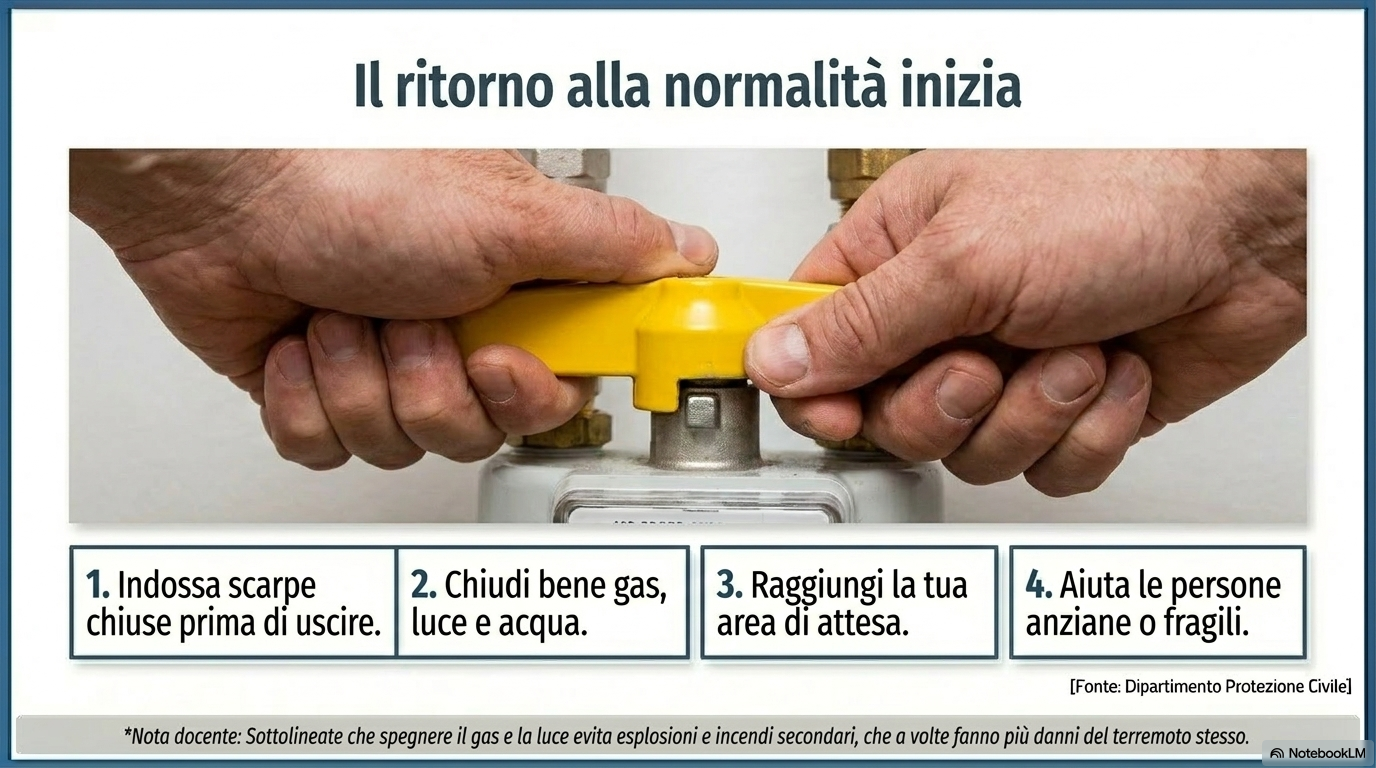 Il ritorno alla normalità inizia
1. Indossa scarpe
chiuse prima di uscire.
2. Chiudi bene gas,
luce e acqua.
3. Raggiungi la tua
area di attesa.
4. Aiuta le persone
anziane o fragili.
[Fonte: Dipartimento Protezione Civile]
*Nota docente: Sottolineate che spegnere il gas e la luce evita esplosioni e incendi secondari, che a volte fanno più danni del terremoto stesso.
NotebookLM